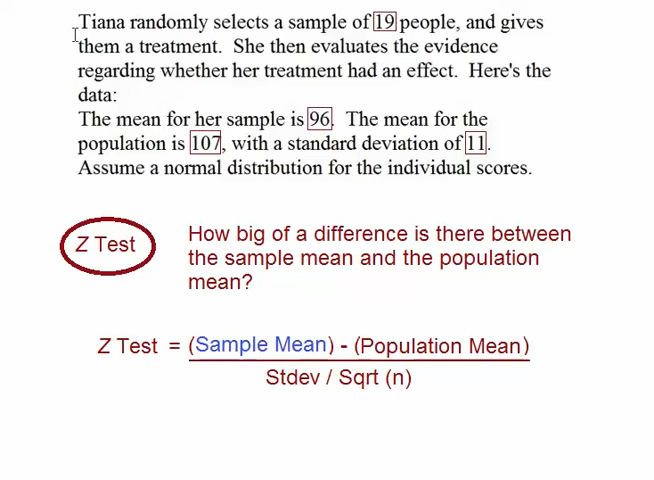 Tiana randomly selects a sample of 19 people, and gives
them a treatment. She then evaluates the evidence
regarding whether her treatment had an effect. Here's the
data:
The mean for her sample is 96. The mean for the
population is 107, with a standard deviation of 11.
Assume a normal distribution for the individual scores.
Z Test
How big of a difference is there between
the sample mean and the population
mean?
Z Test = (Sample Mean) - (Population Mean)
Stdev / Sqrt (n)